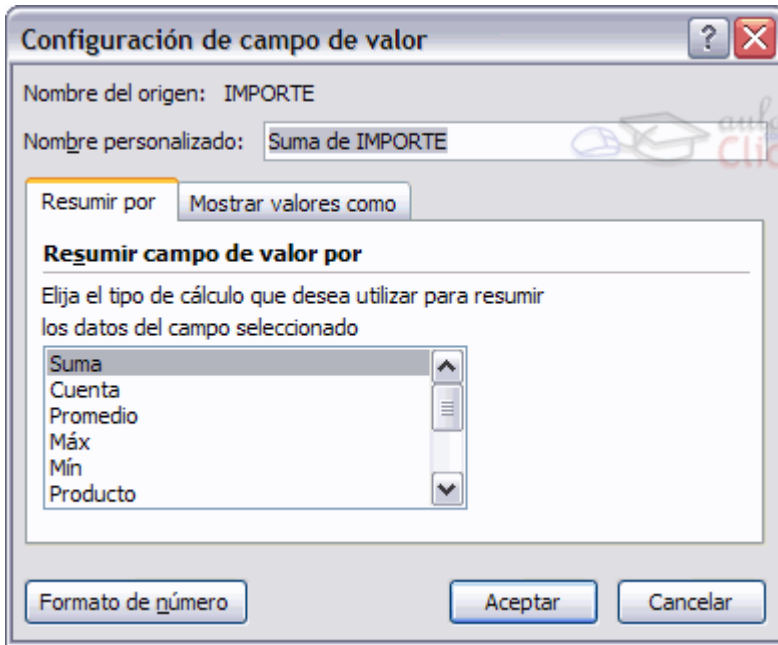 Configuración de campo de valor
Nombre del origen: IMPORTE
Nombre personalizado: Suma de IMPORTE
Resumir por Mostrar valores como
Resumir campo de valor por
Elija el tipo de cálculo que desea utilizar para resumir
los datos del campo seleccionado
Suma
Cuenta
Promedio
Máx
Mín
Producto
Formato de número Aceptar Cancelar